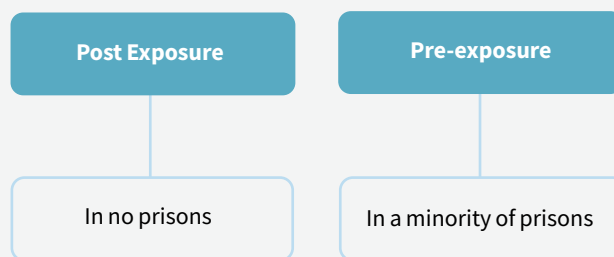 Post Exposure
Pre-exposure
In no prisons
In a minority of prisons